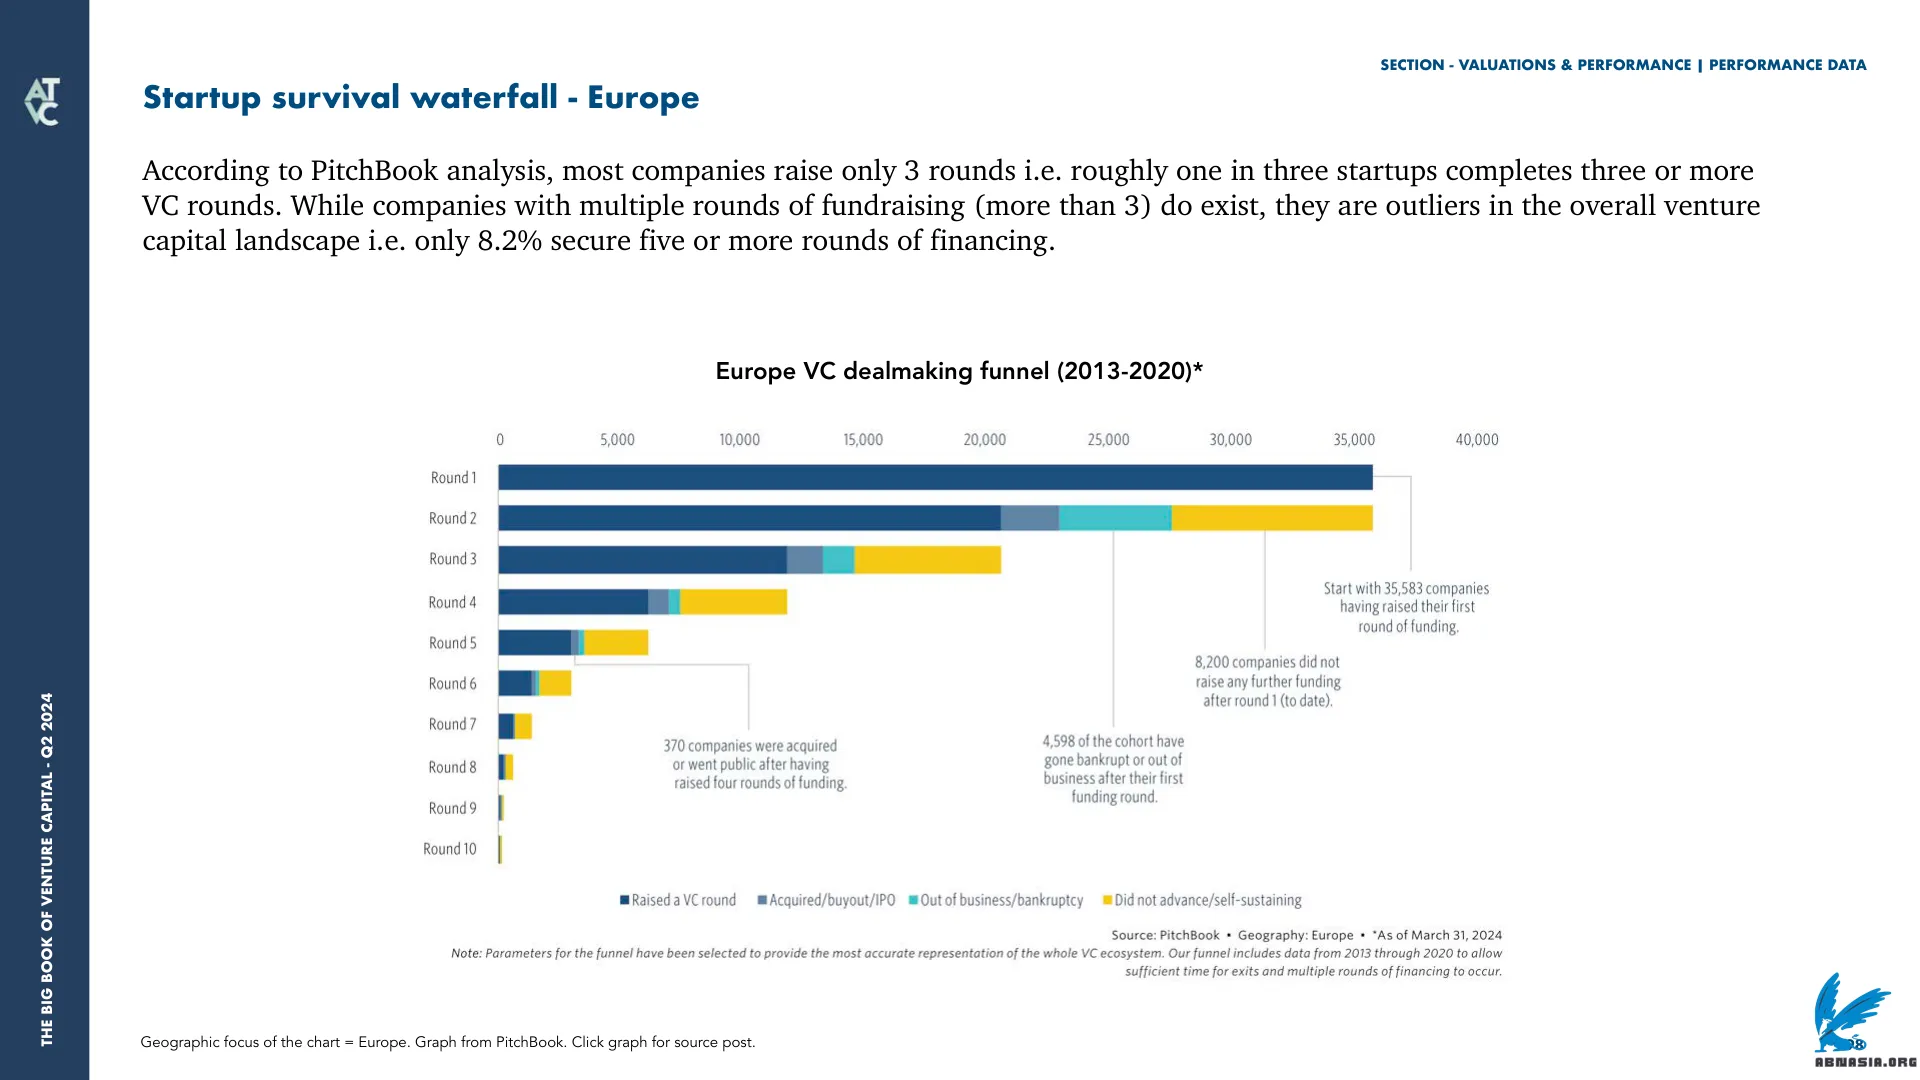 AT
VC
SECTION - VALUATIONS & PERFORMANCE | PERFORMANCE DATA
Startup survival waterfall - Europe
According to PitchBook analysis, most companies raise only 3 rounds i.e. roughly one in three startups completes three or more
VC rounds. While companies with multiple rounds of fundraising (more than 3) do exist, they are outliers in the overall venture
capital landscape i.e. only 8.2% secure five or more rounds of financing.
Europe VC dealmaking funnel (2013-2020)*
0 5,000 10,000 15,000 20,000 25,000 30,000 35,000 40,000
Round 1
Round 2
Round 3
Round 4
Round 5
Round 6
Round 7
Round 8
Round 9
Round 10
Start with 35,583 companies
having raised their first
round of funding.
8,200 companies did not
raise any further funding
after round 1 (to date).
4,598 of the cohort have
gone bankrupt or out of
business after their first
funding round.
370 companies were acquired
or went public after having
raised four rounds of funding.
Raised a VC round Acquired/buyout/IPO Out of business/bankruptcy Did not advance/self-sustaining
Source: PitchBook • Geography: Europe • *As of March 31, 2024
Note: Parameters for the funnel have been selected to provide the most accurate representation of the whole VC ecosystem. Our funnel includes data from 2013 through 2020 to allow
sufficient time for exits and multiple rounds of financing to occur.
Geographic focus of the chart = Europe. Graph from PitchBook. Click graph for source post.
THE BIG BOOK OF VENTURE CAPITAL - Q2 2024
ABNASIA.ORG